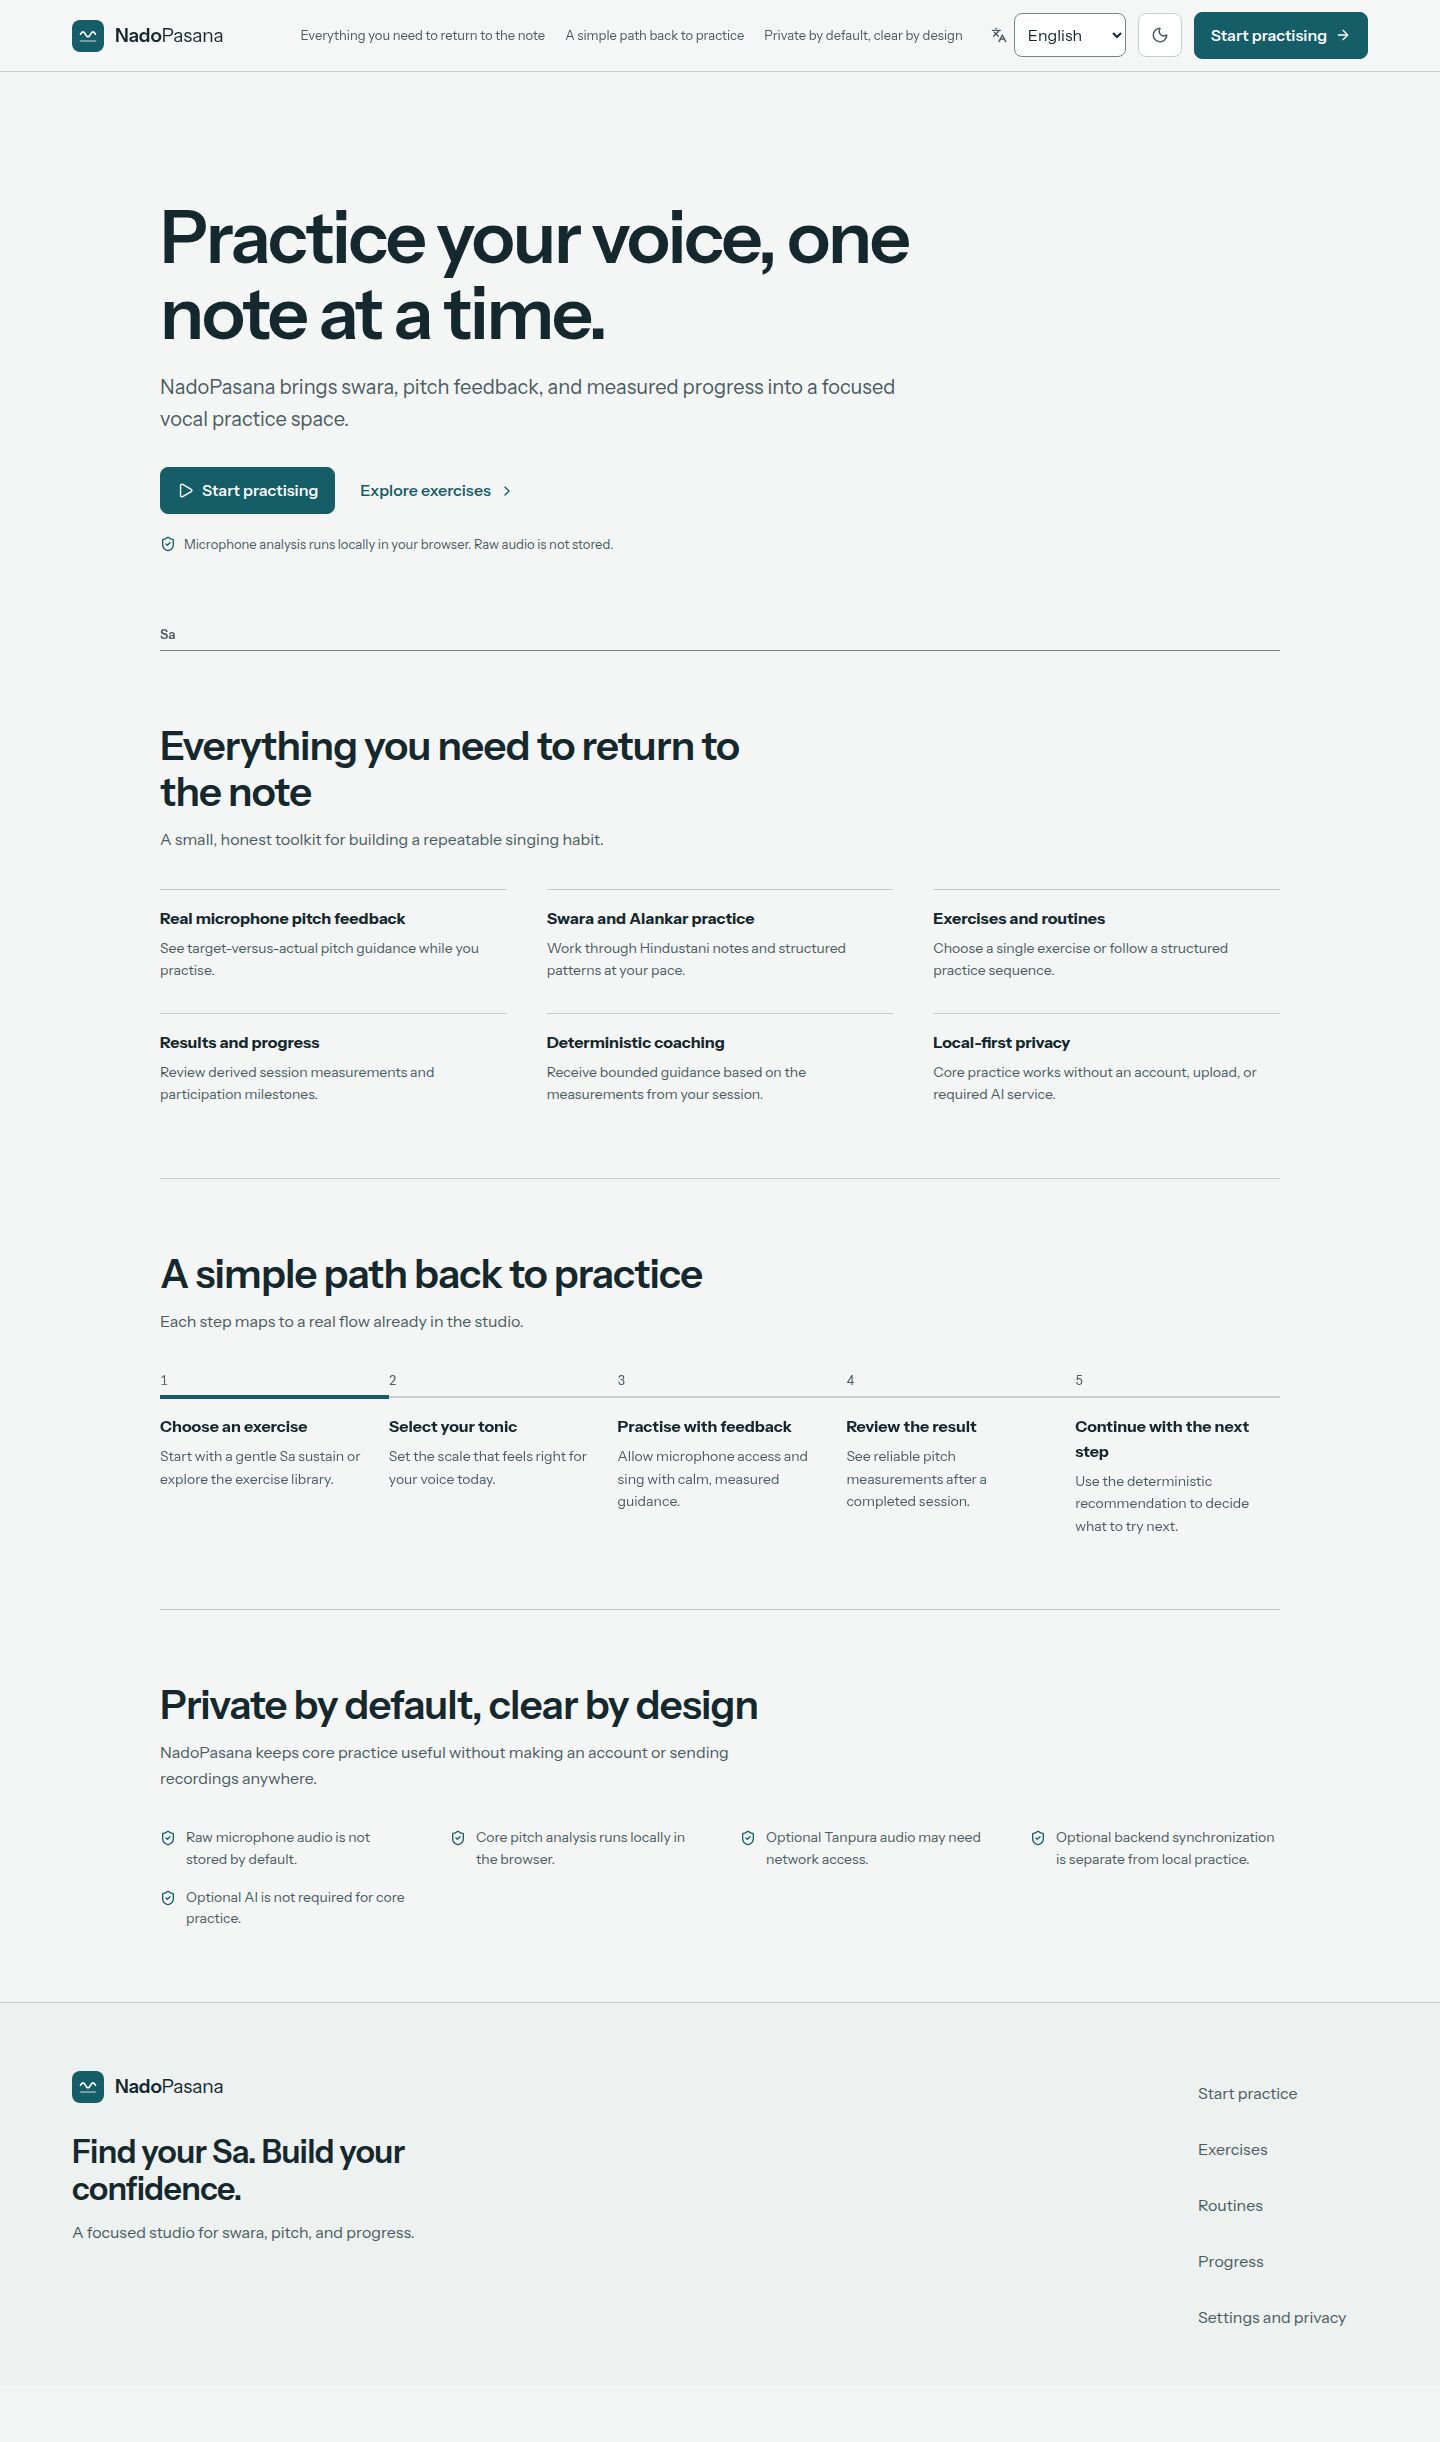 NadoPasana
Everything you need to return to the note
A simple path back to practice
Private by default, clear by design
English
Start practising
Practice your voice, one
note at a time.
NadoPasana brings swara, pitch feedback, and measured progress into a focused
vocal practice space.
Start practising
Explore exercises
Microphone analysis runs locally in your browser. Raw audio is not stored.
Sa
Everything you need to return to
the note
A small, honest toolkit for building a repeatable singing habit.
Real microphone pitch feedback
See target-versus-actual pitch guidance while you
practise.
Swara and Alankar practice
Work through Hindustani notes and structured
patterns at your pace.
Exercises and routines
Choose a single exercise or follow a structured
practice sequence.
Results and progress
Review derived session measurements and
participation milestones.
Deterministic coaching
Receive bounded guidance based on the
measurements from your session.
Local-first privacy
Core practice works without an account, upload, or
required AI service.
A simple path back to practice
Each step maps to a real flow already in the studio.
1
Choose an exercise
Start with a gentle Sa sustain or
explore the exercise library.
2
Select your tonic
Set the scale that feels right for
your voice today.
3
Practise with feedback
Allow microphone access and
sing with calm, measured
guidance.
4
Review the result
See reliable pitch
measurements after a
completed session.
5
Continue with the next
step
Use the deterministic
recommendation to decide
what to try next.
Private by default, clear by design
NadoPasana keeps core practice useful without making an account or sending
recordings anywhere.
Raw microphone audio is not
stored by default.
Core pitch analysis runs locally in
the browser.
Optional Tanpura audio may need
network access.
Optional backend synchronization
is separate from local practice.
Optional AI is not required for core
practice.
NadoPasana
Find your Sa. Build your
confidence.
A focused studio for swara, pitch, and progress.
Start practice
Exercises
Routines
Progress
Settings and privacy